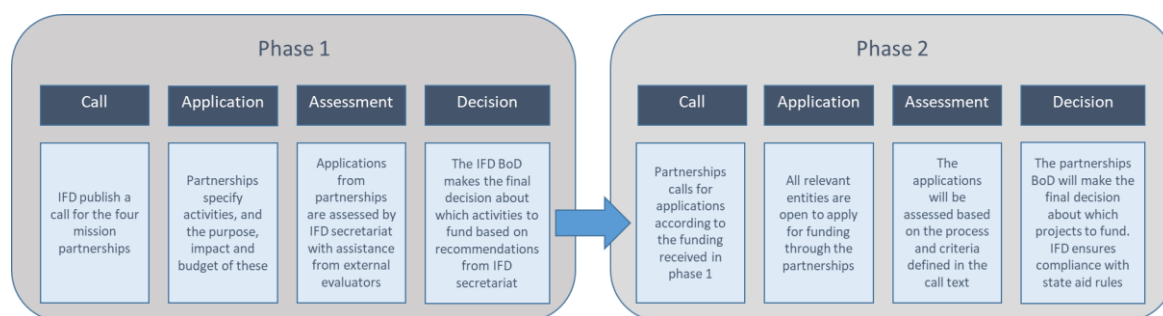 Phase 1
Call
Application
Assessment
Decision
IFD publish a
call for the four
mission
partnerships
Partnerships
specify
activities, and
the purpose,
impact and
budget of these
Applications
from
partnerships
are assessed by
IFD secretariat
with assistance
from external
evaluators
The IFD BoD
makes the final
decision about
which activities to
fund based on
recommendations
from IFD
secretariat
Phase 2
Call
Application
Assessment
Decision
Partnerships
calls for
applications
according to
the funding
received in
phase 1
All relevant
entities are
open to apply
for funding
through the
partnerships
The
applications
will be
assessed based
on the process
and criteria
defined in the
call text
The partnerships
BoD will make the
final decision
about which
projects to fund.
IFD ensures
compliance with
state aid rules